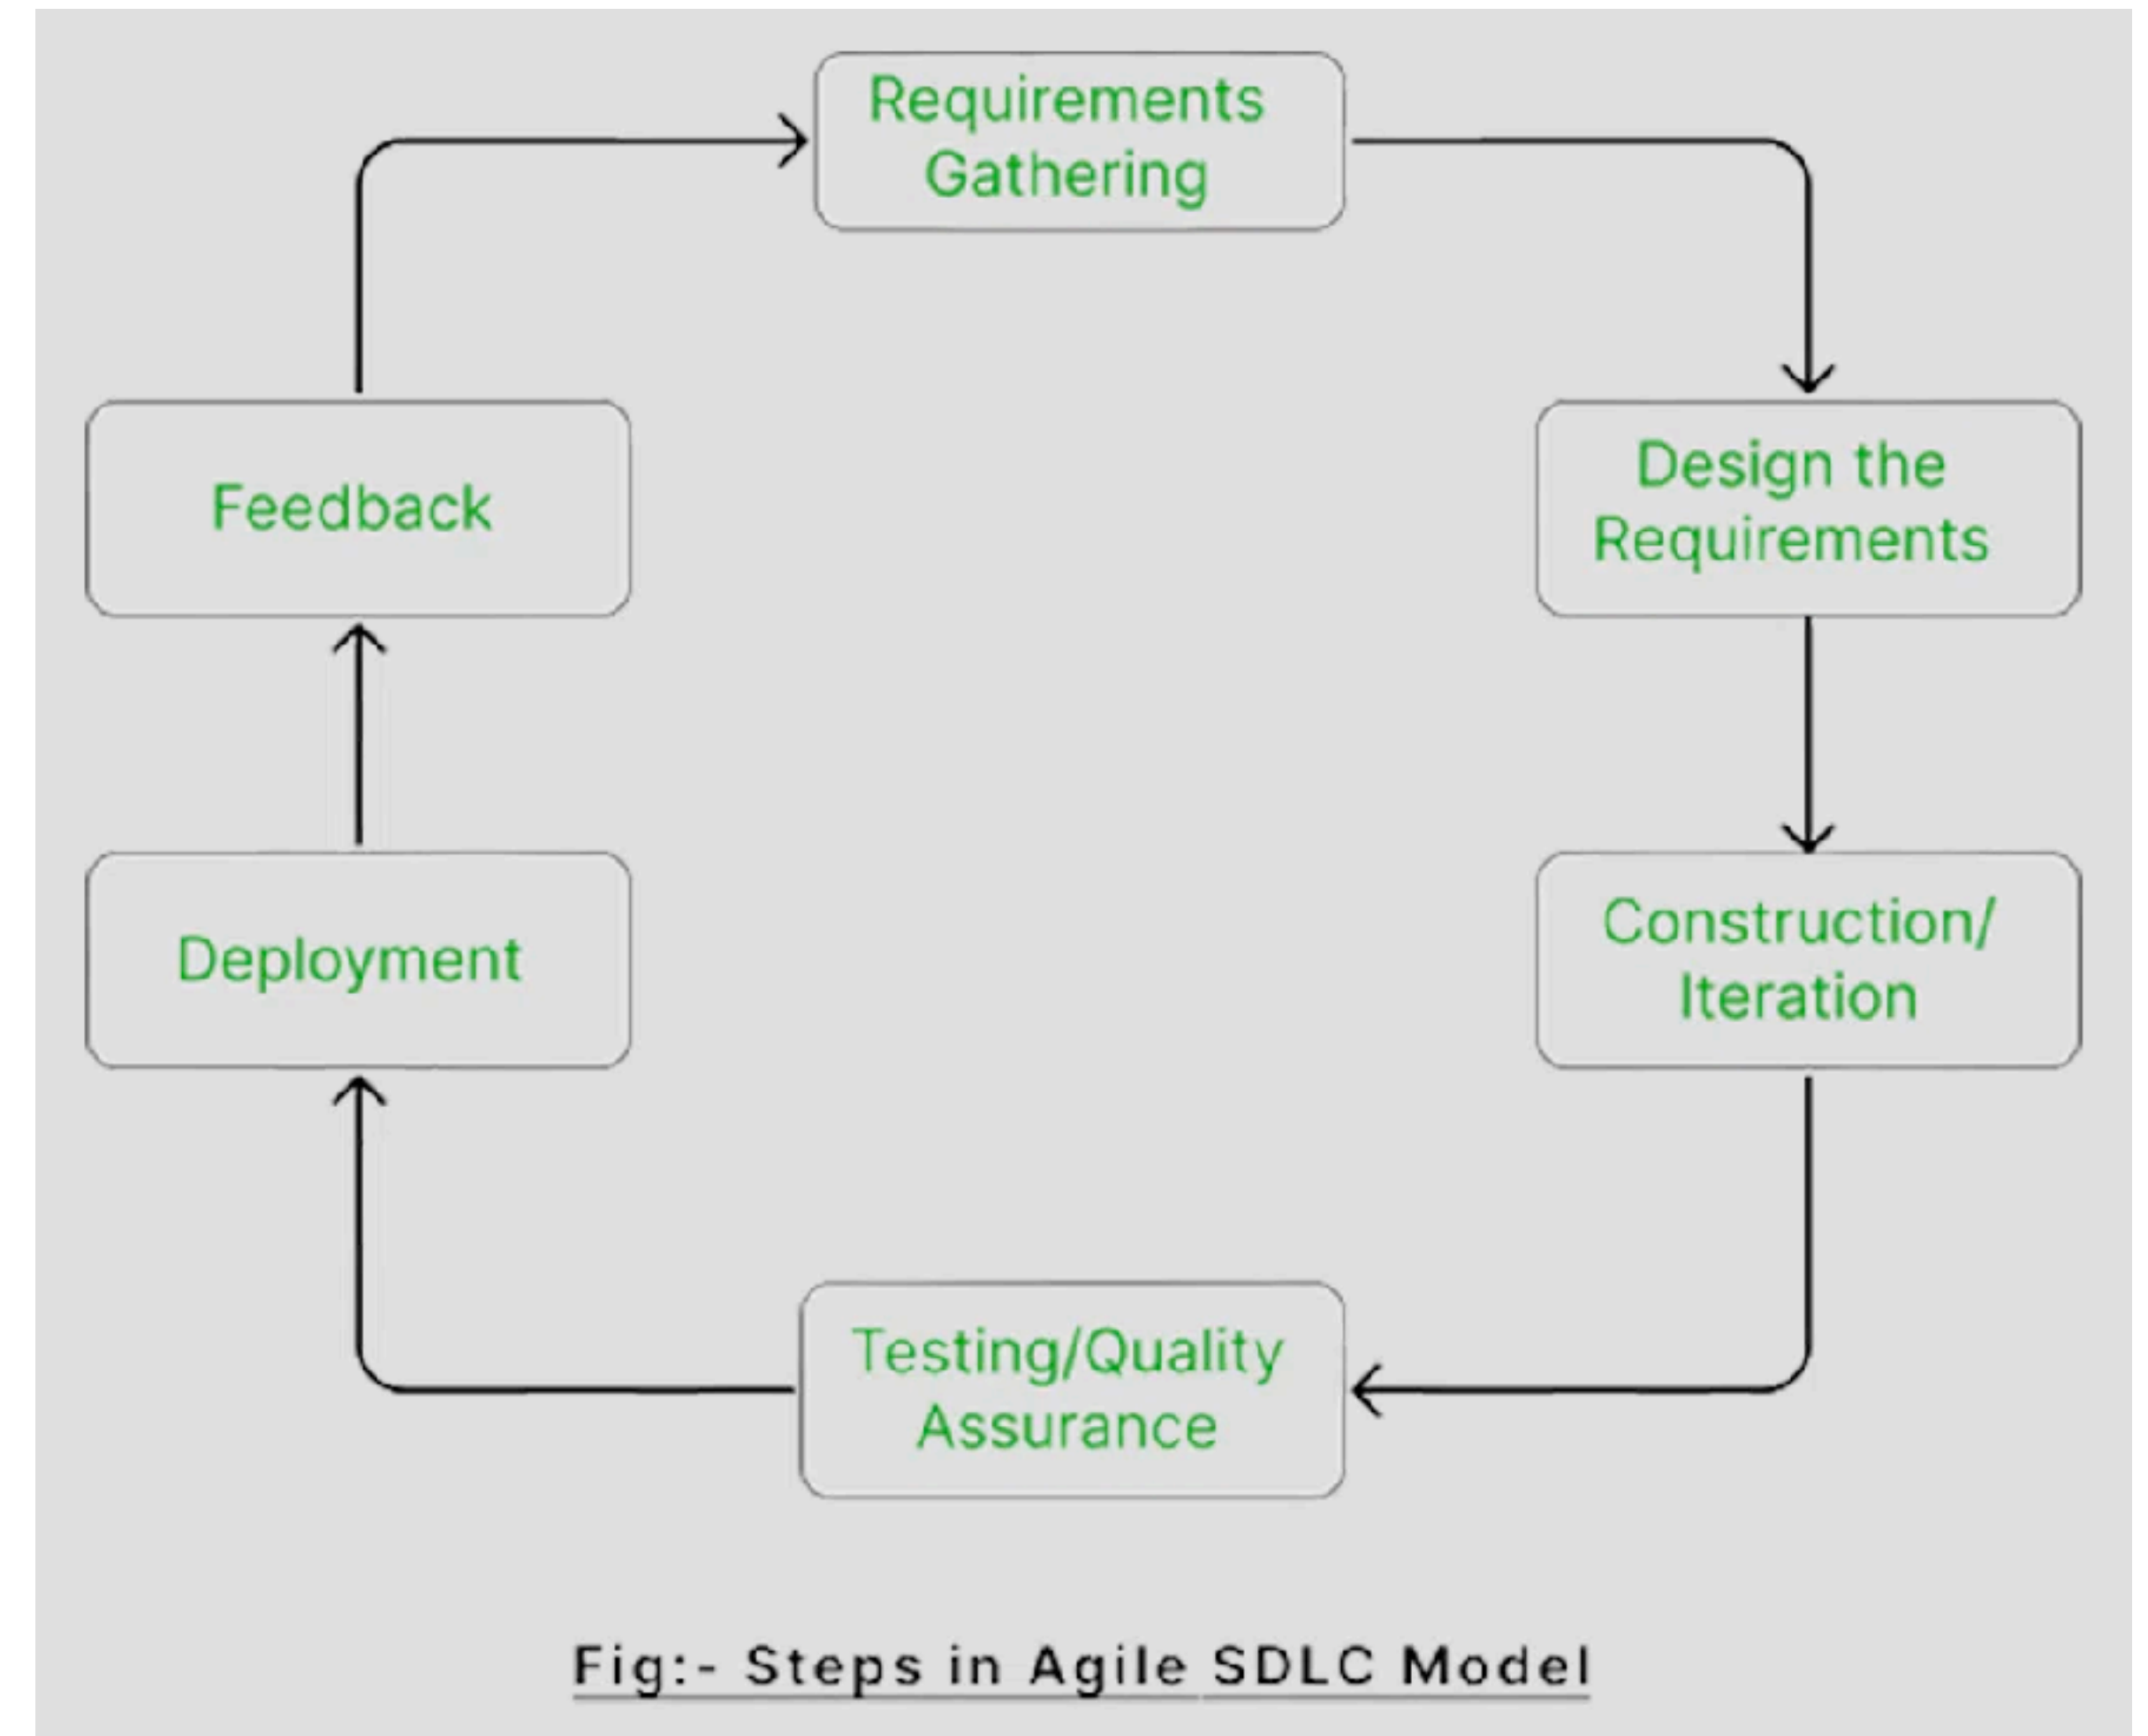 Requirements
Gathering
Design the
Requirements
Construction/
Iteration
Testing/Quality
Assurance
Deployment
Feedback
Fig:- Steps in Agile SDLC Model